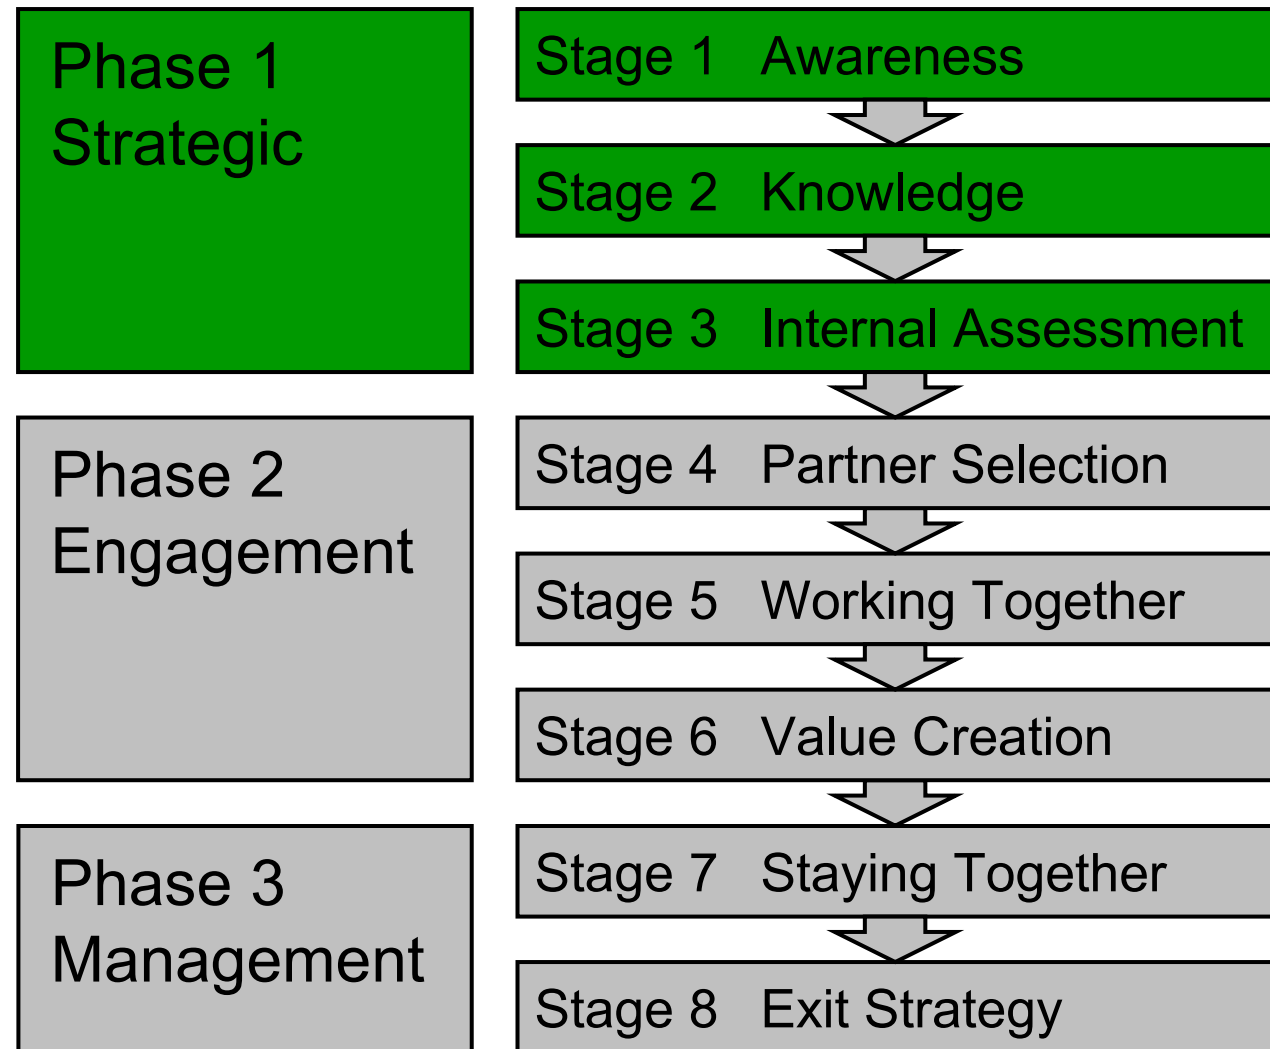 Phase 1
Strategic
Stage 1 Awareness
Stage 2 Knowledge
Stage 3 Internal Assessment
Phase 2
Engagement
Stage 4 Partner Selection
Stage 5 Working Together
Stage 6 Value Creation
Phase 3
Management
Stage 7 Staying Together
Stage 8 Exit Strategy